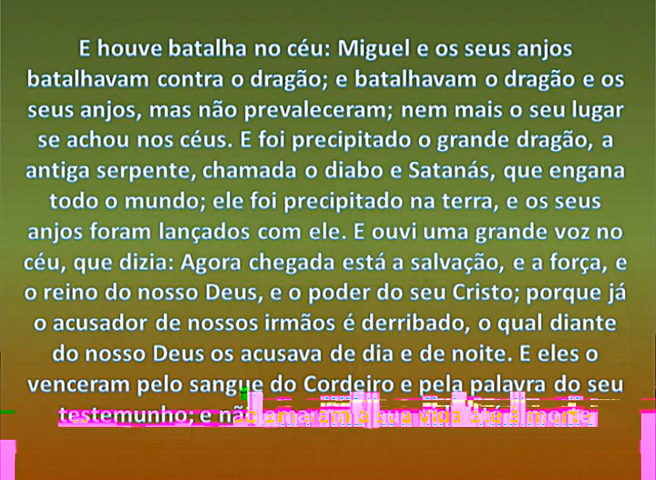 E houve batalha no céu: Miguel e os seus anjos
batalhavam contra o dragão; e batalhavam o dragão e os
seus anjos, mas não prevaleceram; nem mais o seu lugar
se achou nos céus. E foi precipitado o grande dragão, a
antiga serpente, chamada o diabo e Satanás, que engana
todo o mundo; ele foi precipitado na terra, e os seus
anjos foram lançados com ele. E ouvi uma grande voz no
céu, que dizia: Agora chegada está a salvação, e a força, e
o reino do nosso Deus, e o poder do seu Cristo; porque já
o acusador de nossos irmãos é derribado, o qual diante
do nosso Deus os acusava de dia e de noite. E eles o
venceram pelo sangue do Cordeiro e pela palavra do seu
testemunho; e não amaram a sua vida até à morte